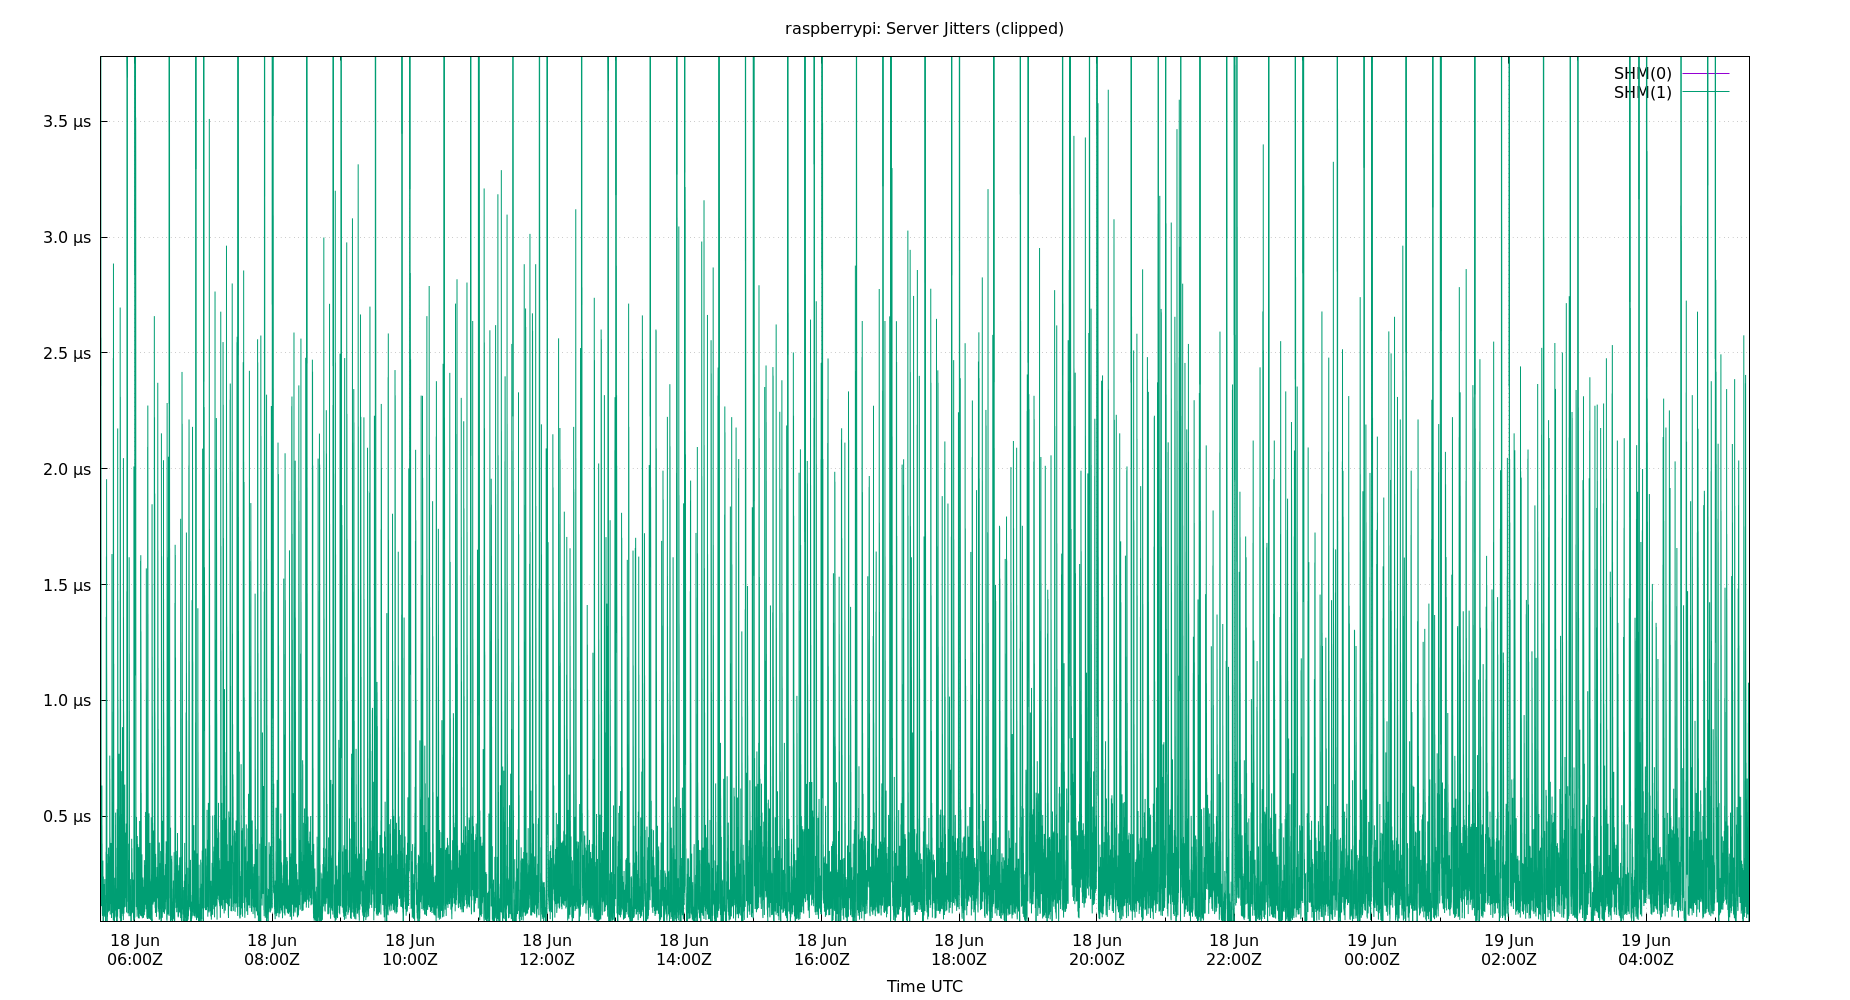 raspberrypi: Server Jitters (clipped)
SHM(0)
SHM(1)
3.5 µs
3.0 µs
2.5 µs
2.0 µs
1.5 µs
1.0 µs
0.5 µs
18 Jun 18 Jun 18 Jun 18 Jun 18 Jun 18 Jun 18 Jun 18 Jun 18 Jun 19 Jun 19 Jun 19 Jun
06:00Z 08:00Z 10:00Z 12:00Z 14:00Z 16:00Z 18:00Z 20:00Z 22:00Z 00:00Z 02:00Z 04:00Z
Time UTC